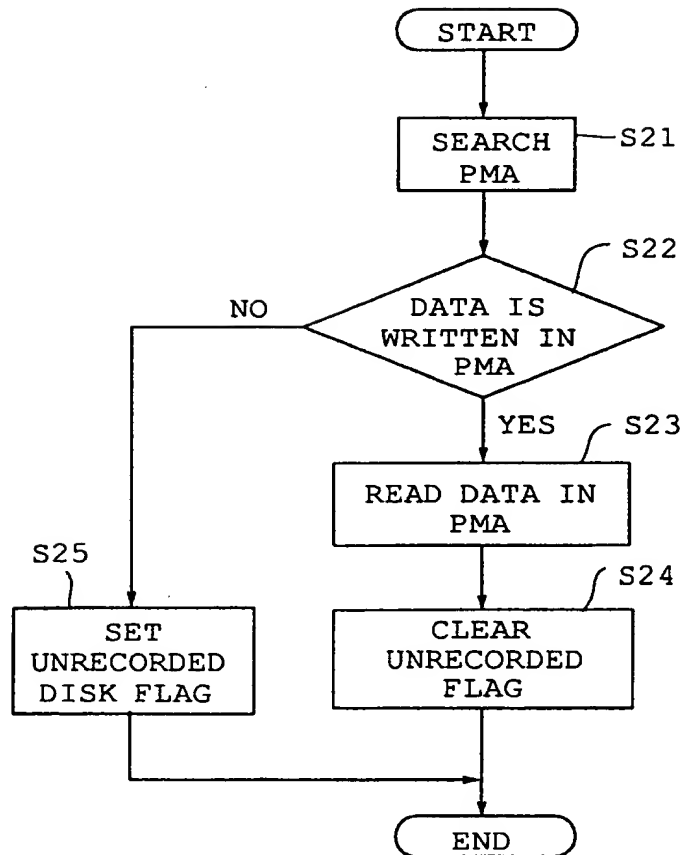 START
SEARCH
PMA
S21
S22
DATA IS
WRITTEN IN
PMA
NO
YES
S23
READ DATA IN
PMA
S25
S24
SET
UNRECORDED
DISK FLAG
CLEAR
UNRECORDED
FLAG
END